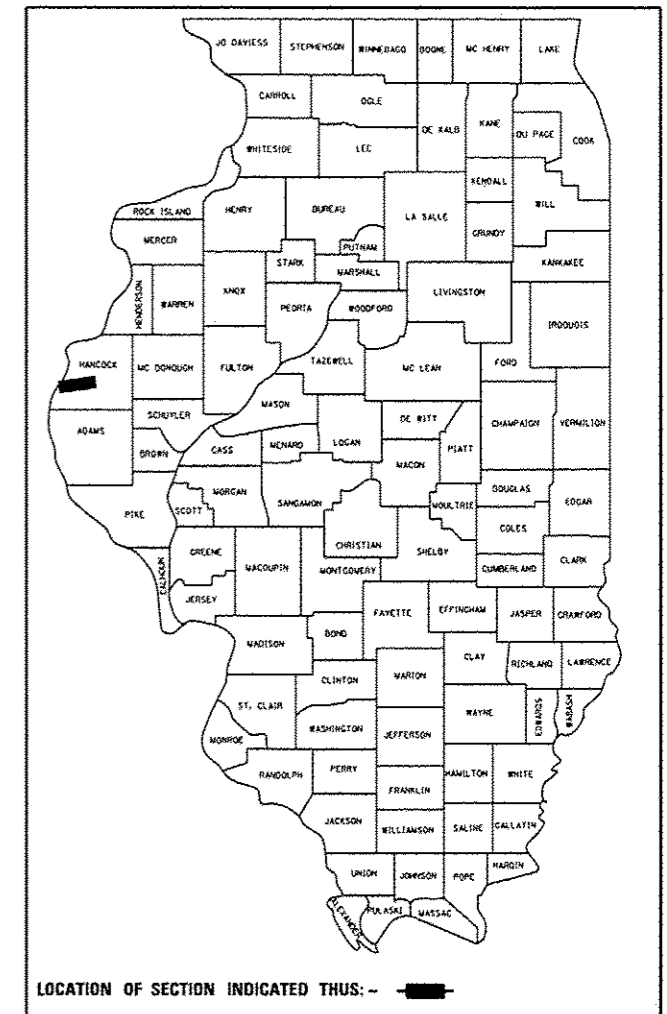 JO DAVIESS STEPHENSON WINNEBAGO BOONE MC HENRY LAKE
CARROLL OGLE DE KALB KANE DU PAGE COOK
WHITESIDE LEE KENDALL WILL
ROCK ISLAND HENRY BUREAU LA SALLE GRUNDY
MERCER PUTNAM KANKAKEE
HENDERSON WARREN KNOX STARK MARSHALL LIVINGSTON
PEORIA WOODFORD IROQUOIS
HANCOCK MC DONOUGH FULTON TAZEWELL MC LEAN FORD
ADAMS SCHUYLER MASON DE WITT CHAMPAIGN VERMILION
BROWN CASS MENARD LOGAN PIATT
MACON
PIKE SCOTT MORGAN SANGAMON MOULTRIE DOUGLAS EDGAR
COLES
CALHOUN GREENE MACOUPIN CHRISTIAN SHELBY
JERSEY MONTGOMERY CUMBERLAND CLARK
MADISON BOND FAYETTE EFFINGHAM JASPER CRAWFORD
CLINTON MARION CLAY RICHLAND LAWRENCE
ST. CLAIR WASHINGTON JEFFERSON WAYNE EDWARDS WABASH
MONROE
RANDOLPH PERRY FRANKLIN HAMILTON WHITE
JACKSON WILLIAMSON SALINE GALLATIN
UNION JOHNSON POPE HARDIN
ALEXANDER PULASKI MASSAC
LOCATION OF SECTION INDICATED THUS:-